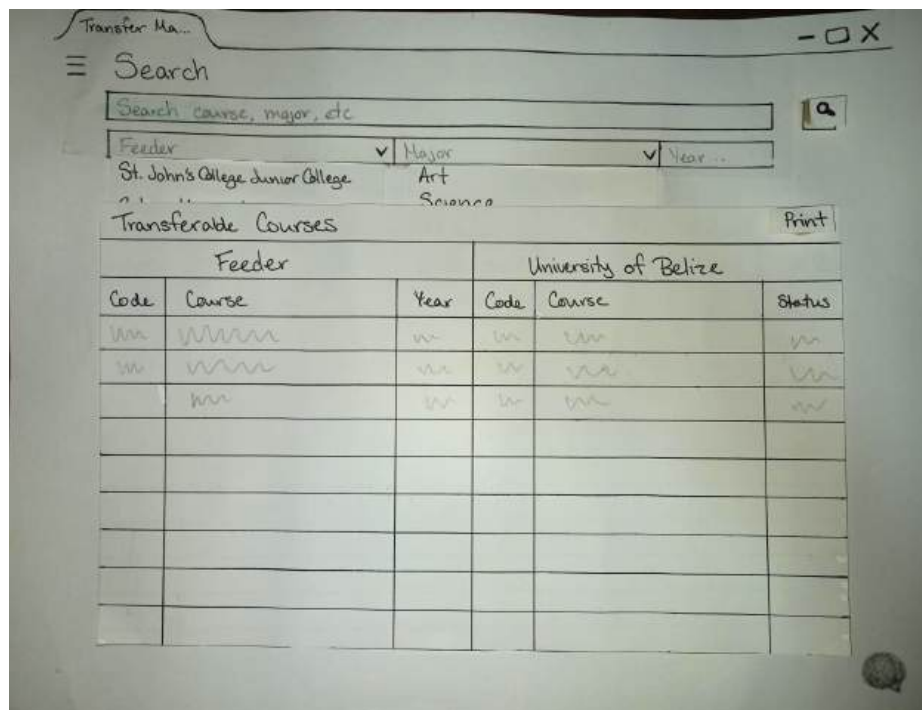 Transfer Ma...
Search
Search course, major, etc
Feeder Major Year..
St. John's College Junior College Art
Science
Transferable Courses Print
Feeder University of Belize
Code Course Year Code Course Status